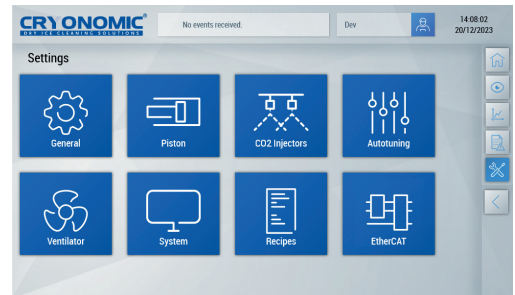 CRYONOMIC®
DRY ICE CLEANING SOLUTIONS
No events received.
Dev
14:08:02
20/12/2023
Settings
General
Piston
CO2 Injectors
Autotuning
Ventilator
System
Recipes
EtherCAT